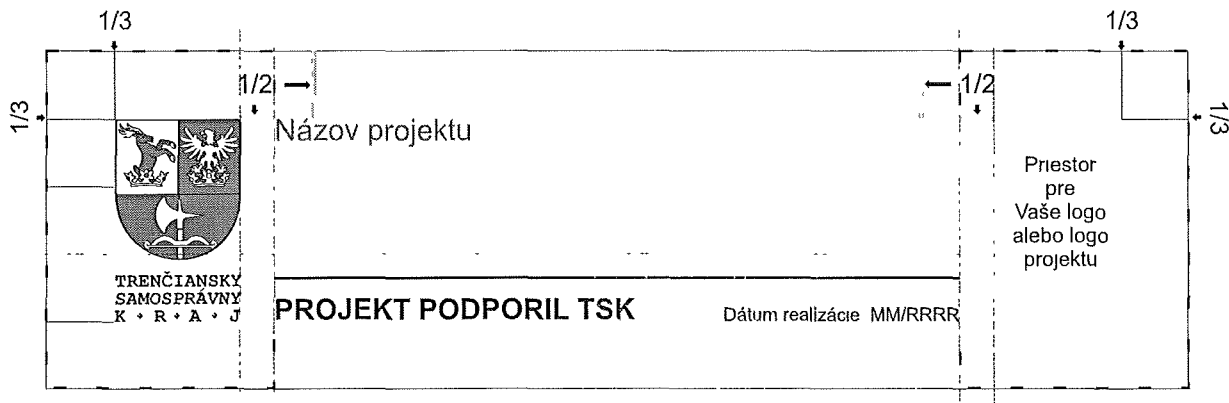 1/3
1/3
1/2
1/2
1/3
1/3
Názov projektu
Priestor
pre
Vaše logo
alebo logo
projektu
TRENČIANSKY
SAMOSPRÁVNY
K • R • A • J
PROJEKT PODPORIL TSK
Dátum realizácie MM/RRRR